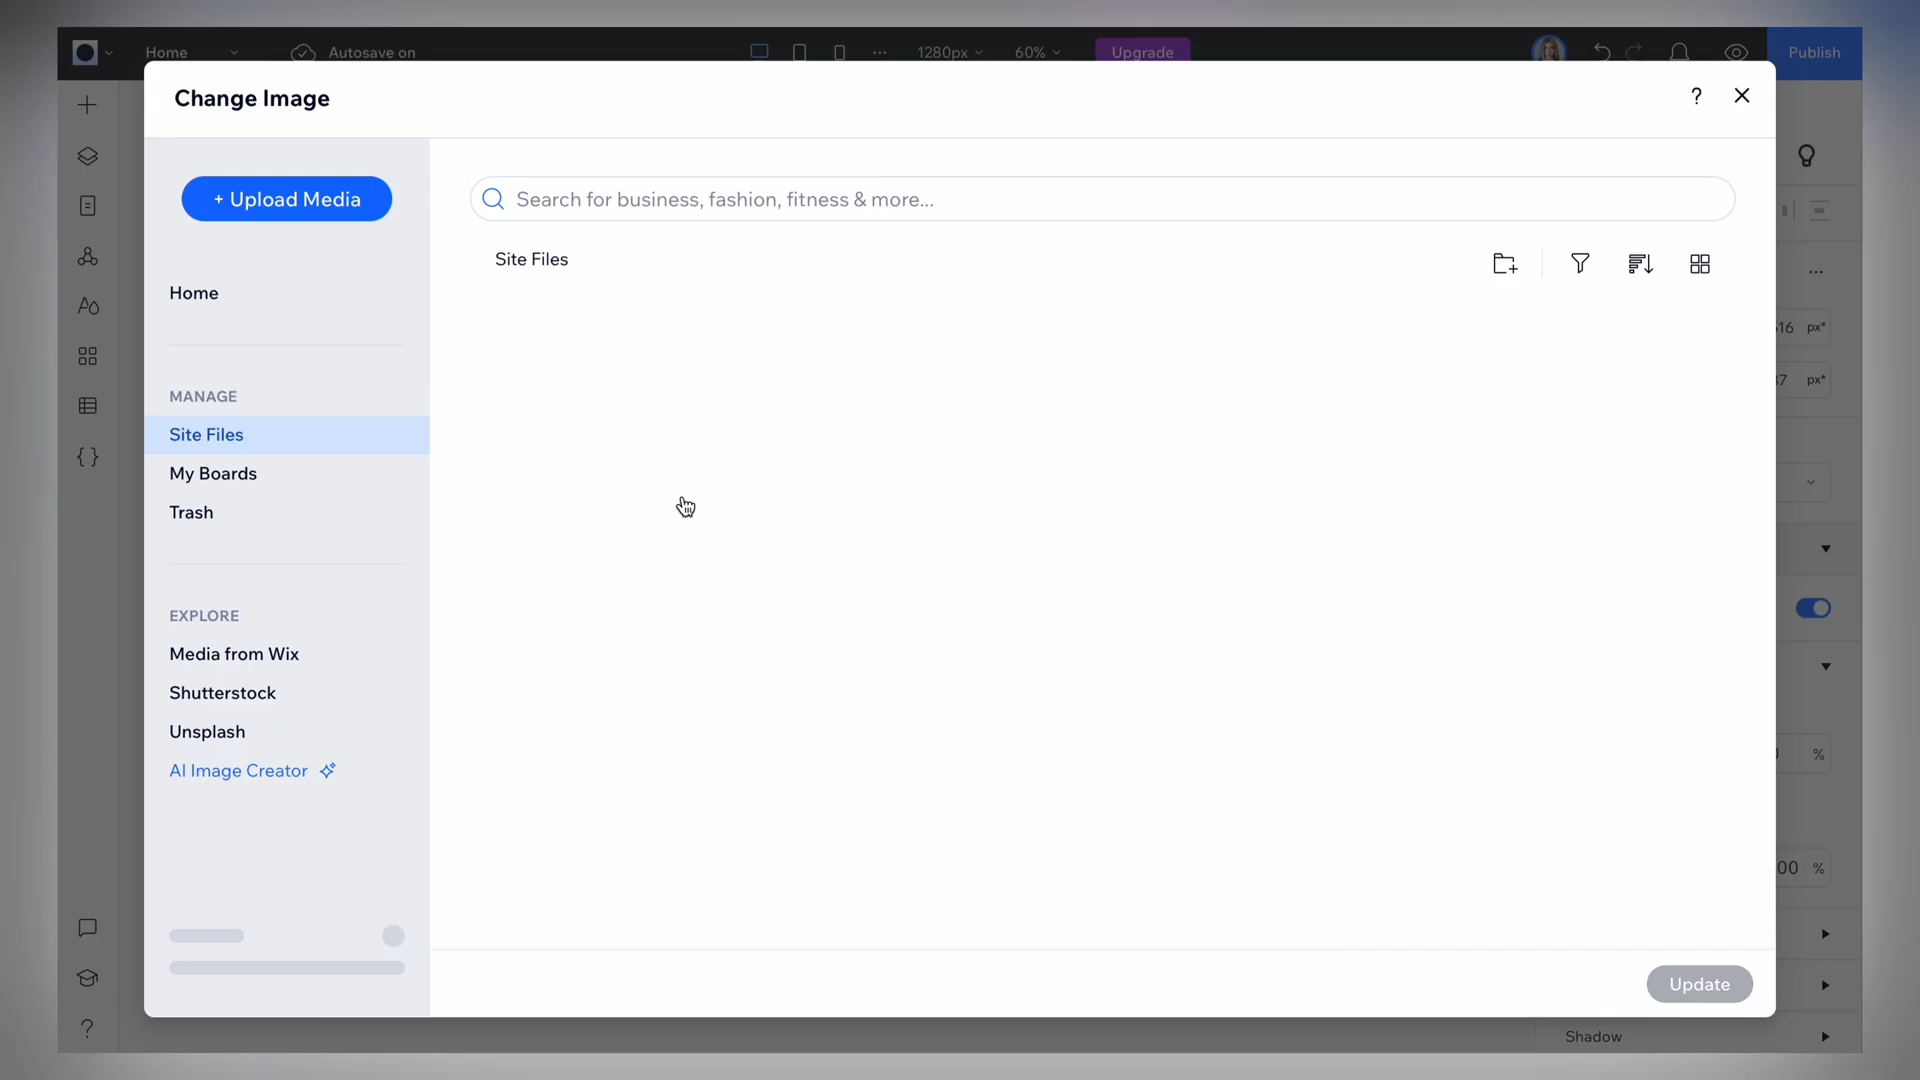 Home
Autosave on
1280px
60%
Upgrade
Publish
Change Image
?
+ Upload Media
Search for business, fashion, fitness & more...
Site Files
Home
MANAGE
Site Files
My Boards
Trash
EXPLORE
Media from Wix
Shutterstock
Unsplash
AI Image Creator
Update
px*
px*
%
%
Shadow
?